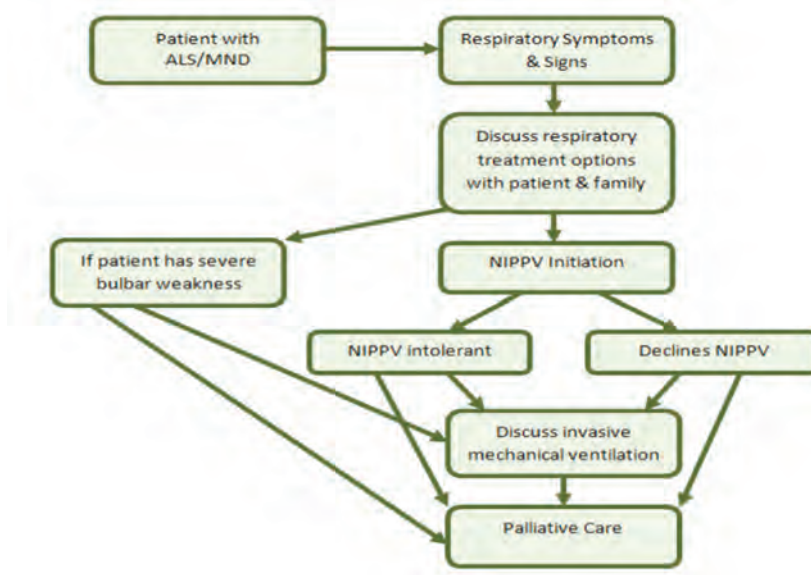 Patient with
ALS/MND
Respiratory Symptoms
& Signs
Discuss respiratory
treatment options
with patient & family
If patient has severe
bulbar weakness
NIPPV Initiation
NIPPV intolerant
Declines NIPPV
Discuss invasive
mechanical ventilation
Palliative Care